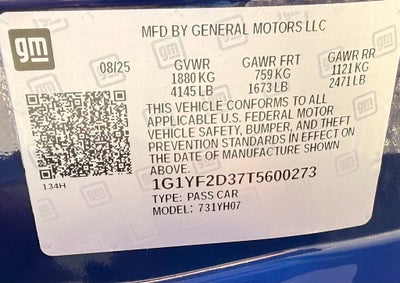 gm
MFD BY GENERAL MOTORS LLC
08/25 GVWR GAWR FRT GAWR RR
1880 KG 759 KG 1121 KG
4145 LB 1673 LB 2471 LB
THIS VEHICLE CONFORMS TO ALL
APPLICABLE U.S. FEDERAL MOTOR
VEHICLE SAFETY, BUMPER, AND THEFT
PREVENTION STANDARDS IN EFFECT ON
THE DATE OF MANUFACTURE SHOWN
ABOVE.
134H
1G1YF2D37T5600273
TYPE: PASS CAR
MODEL: 731YH07